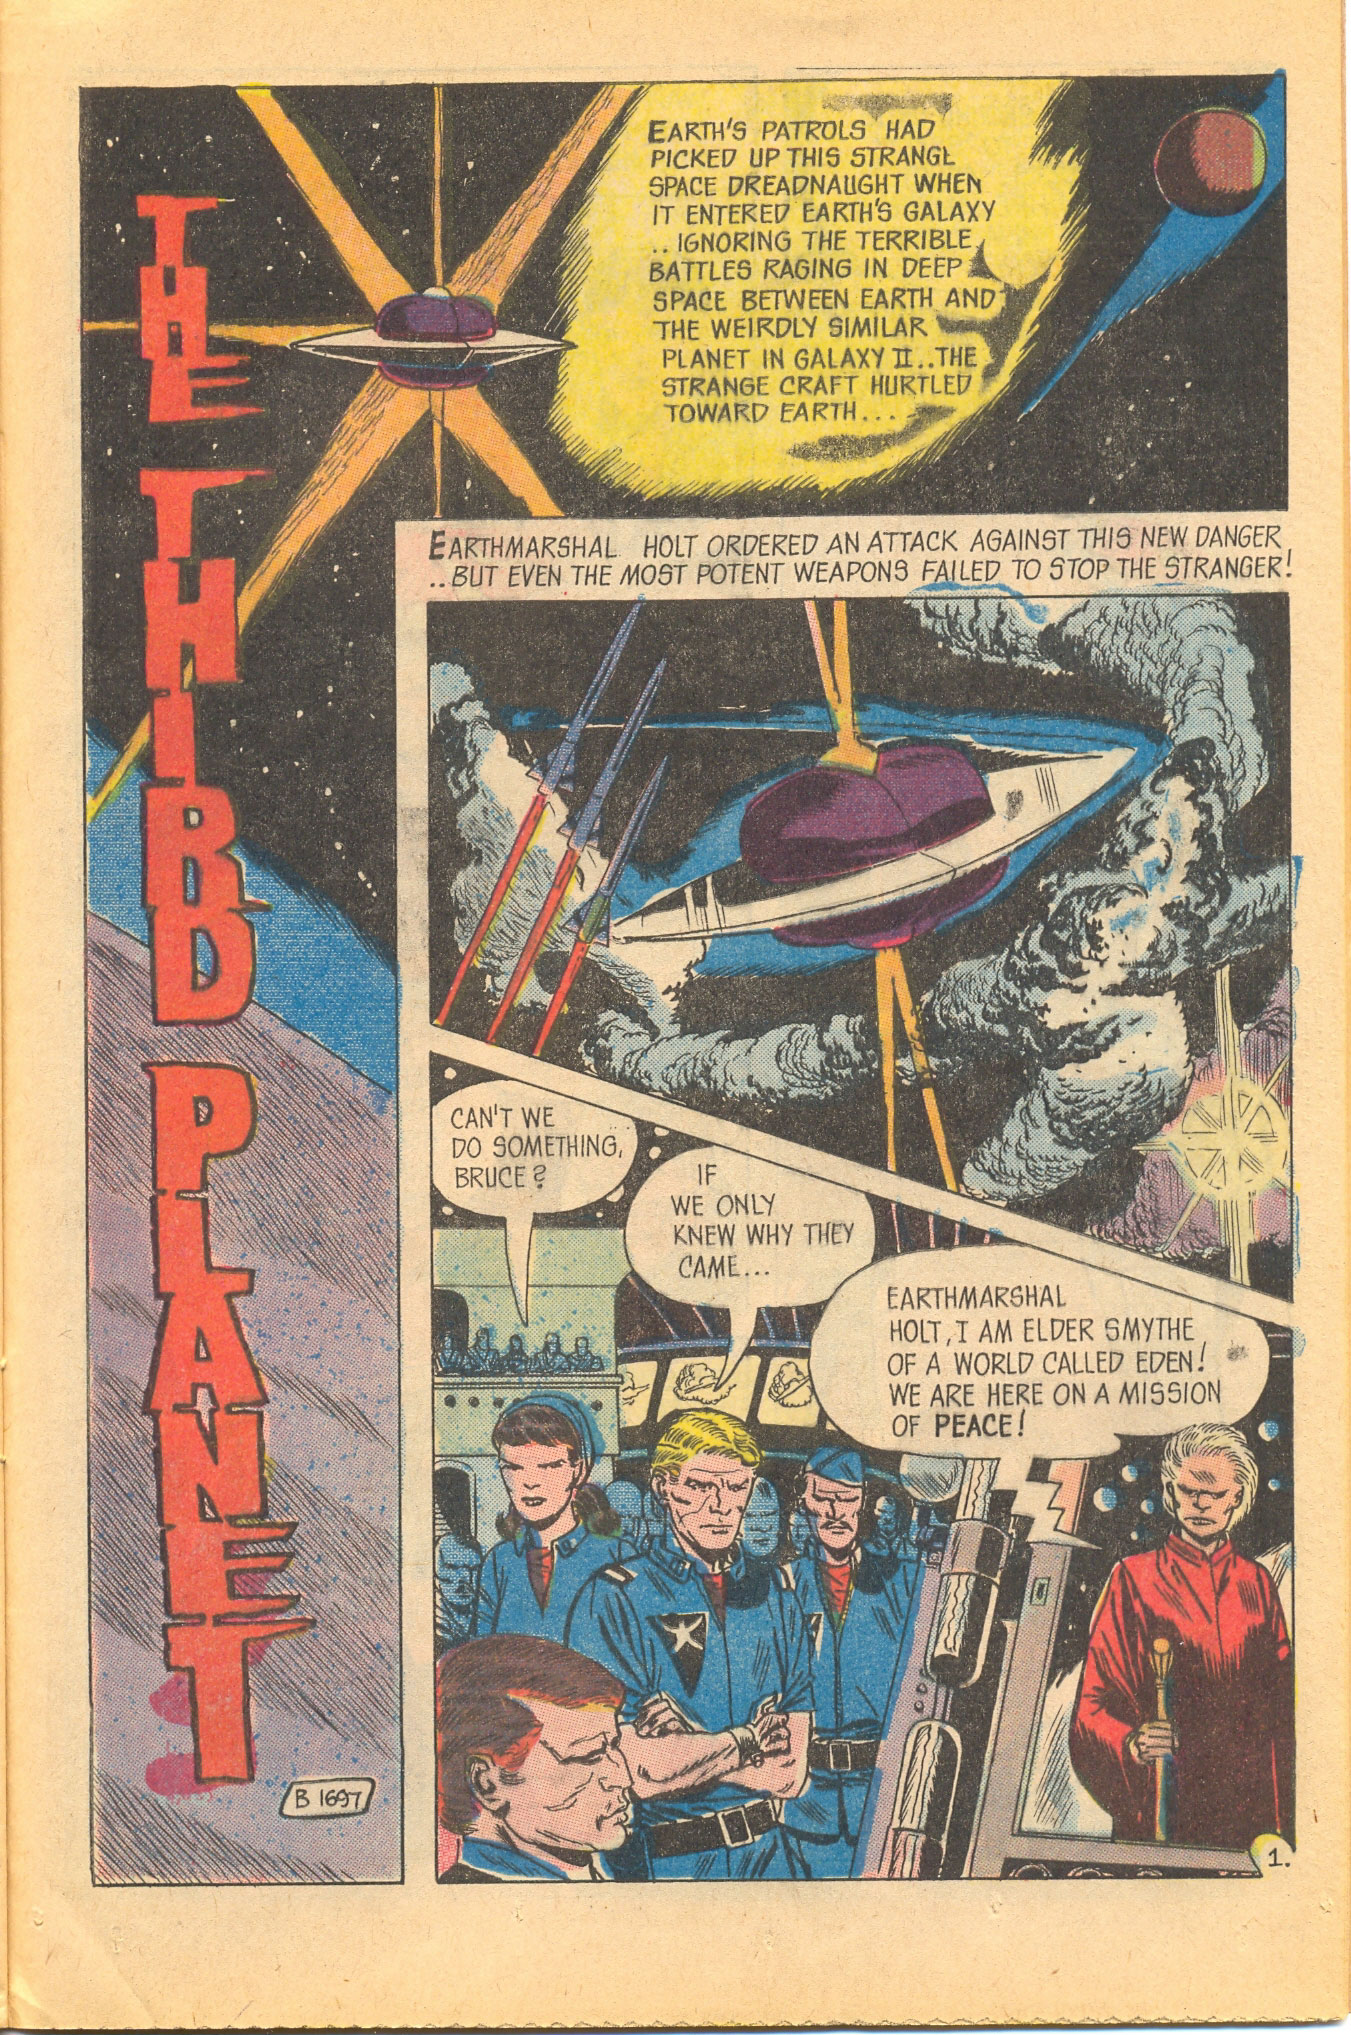 THE THIRD PLANET
EARTH'S PATROLS HAD
PICKED UP THIS STRANGE
SPACE DREADNAUGHT WHEN
IT ENTERED EARTH'S GALAXY
..IGNORING THE TERRIBLE
BATTLES RAGING IN DEEP
SPACE BETWEEN EARTH AND
THE WEIRDLY SIMILAR
PLANET IN GALAXY II..THE
STRANGE CRAFT HURTLED
TOWARD EARTH...
EARTHMARSHAL HOLT ORDERED AN ATTACK AGAINST THIS NEW DANGER
..BUT EVEN THE MOST POTENT WEAPONS FAILED TO STOP THE STRANGER!
CAN'T WE
DO SOMETHING,
BRUCE?
IF
WE ONLY
KNEW WHY THEY
CAME...
EARTHMARSHAL
HOLT, I AM ELDER SMYTHE
OF A WORLD CALLED EDEN!
WE ARE HERE ON A MISSION
OF PEACE!
B 1697
1.